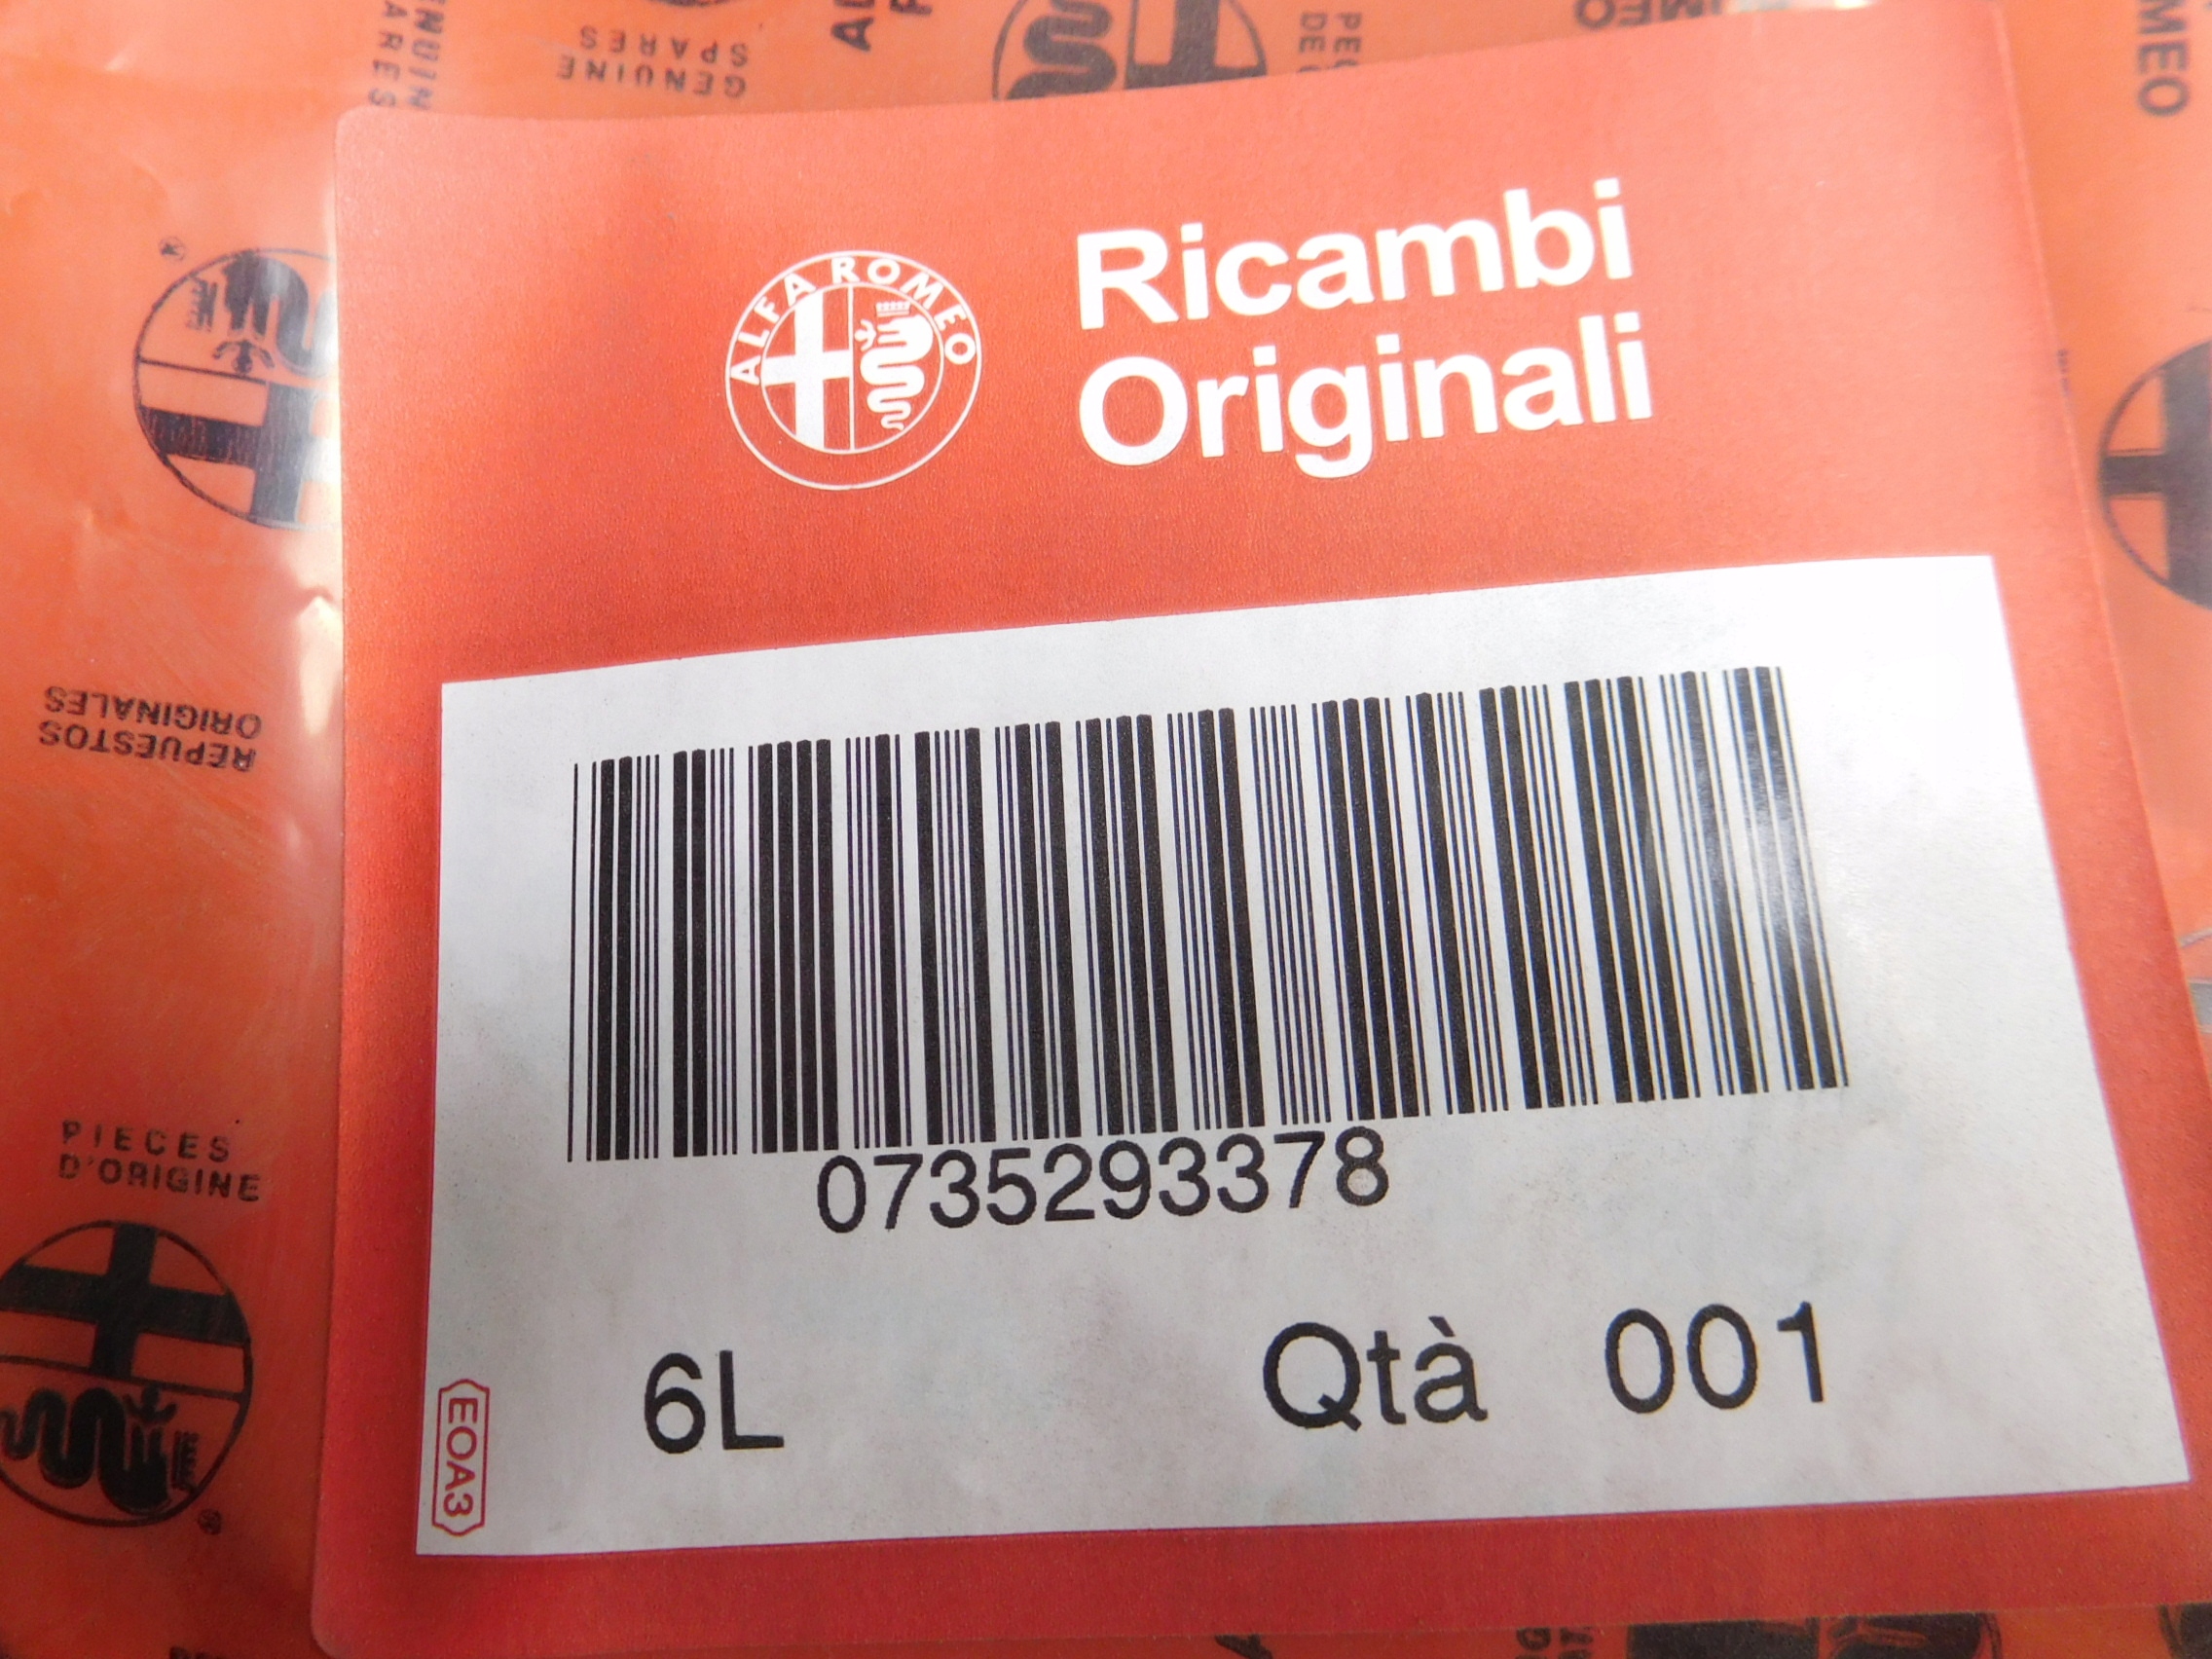 GENUINE
SPARES
ALFA ROMEO
Ricambi
Originali
REPUESTOS
ORIGINALES
0735293378
PIECES
D'ORIGINE
6L
Qtà 001
EOA3